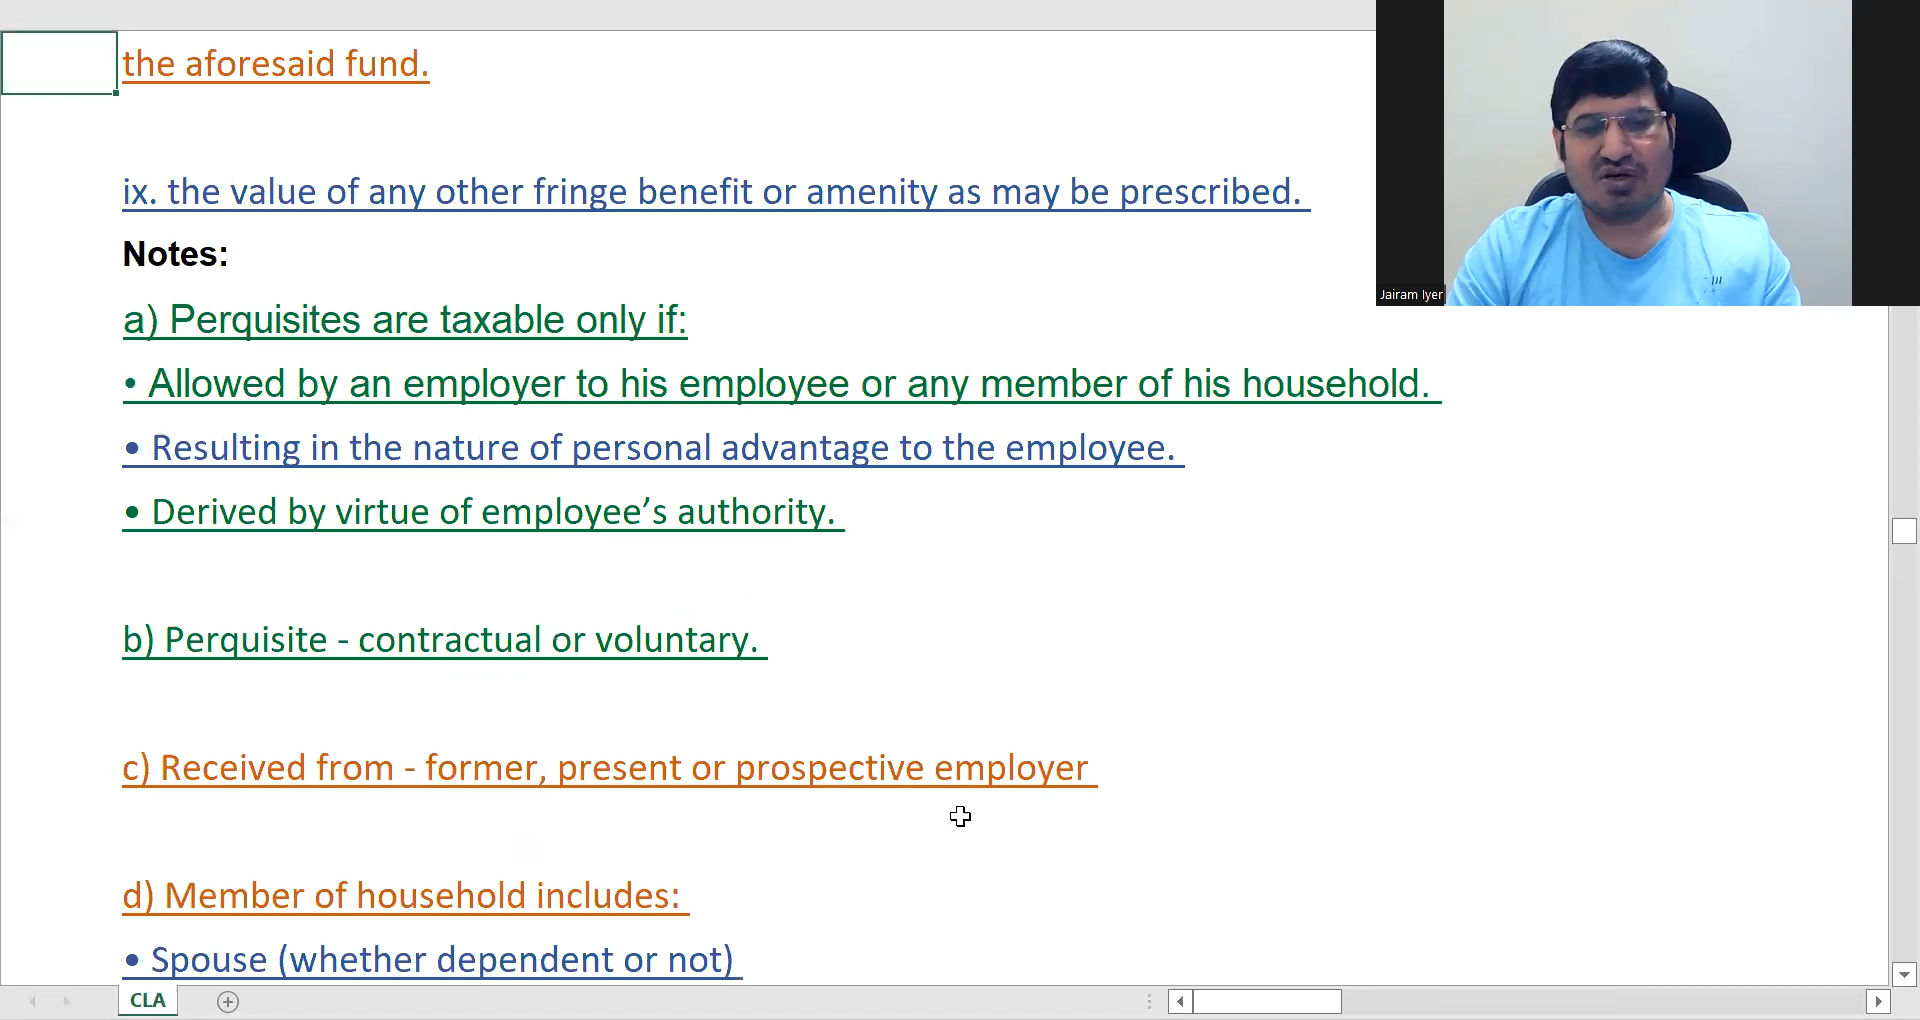 the aforesaid fund.
ix. the value of any other fringe benefit or amenity as may be prescribed.
Notes:
a) Perquisites are taxable only if:
• Allowed by an employer to his employee or any member of his household.
• Resulting in the nature of personal advantage to the employee.
• Derived by virtue of employee’s authority.
b) Perquisite - contractual or voluntary.
c) Received from - former, present or prospective employer
d) Member of household includes:
• Spouse (whether dependent or not)
Jairam Iyer
CLA